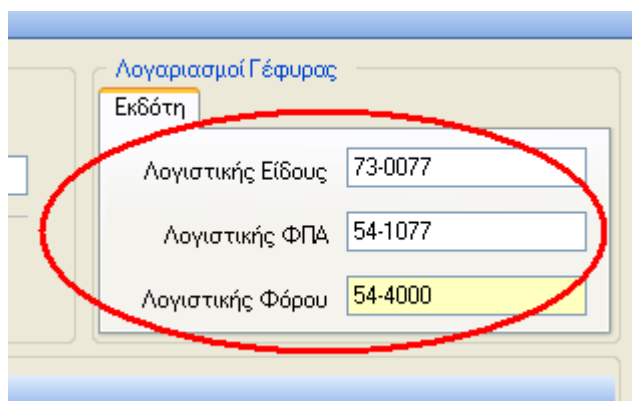 Λογαριασμοί Γέφυρας
Εκδότη
Λογιστικής Είδους 73-0077
Λογιστικής ΦΠΑ 54-1077
Λογιστικής Φόρου 54-4000